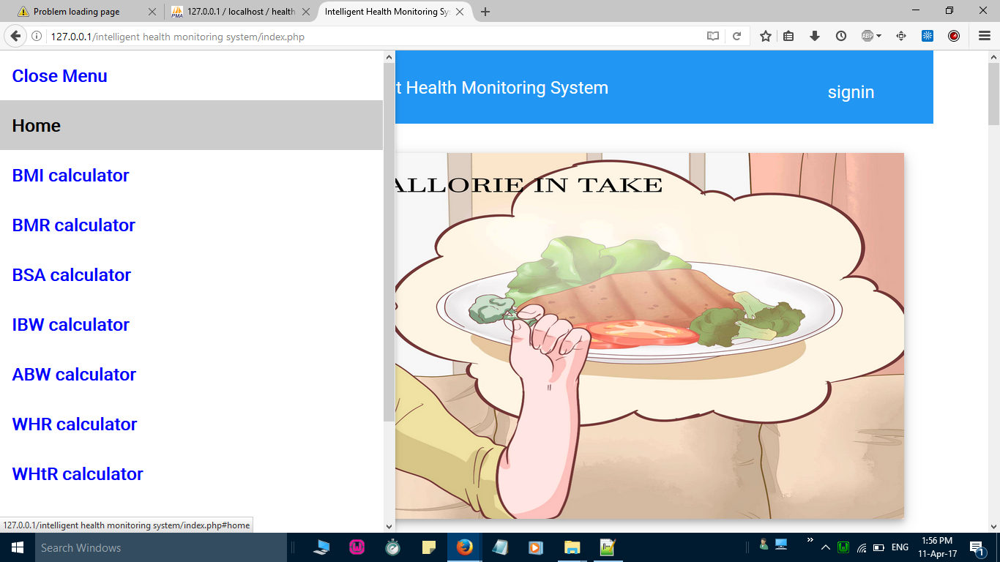 Problem loading page
127.0.0.1 / localhost / health
Intelligent Health Monitoring Sy
127.0.0.1/intelligent health monitoring system/index.php
ABP
Close Menu
Home
BMI calculator
BMR calculator
BSA calculator
IBW calculator
ABW calculator
WHR calculator
WHtR calculator
127.0.0.1/intelligent health monitoring system/index.php#home
t Health Monitoring System
signin
ALLORIE IN TAKE
Search Windows
ENG
1:56 PM
11-Apr-17
1